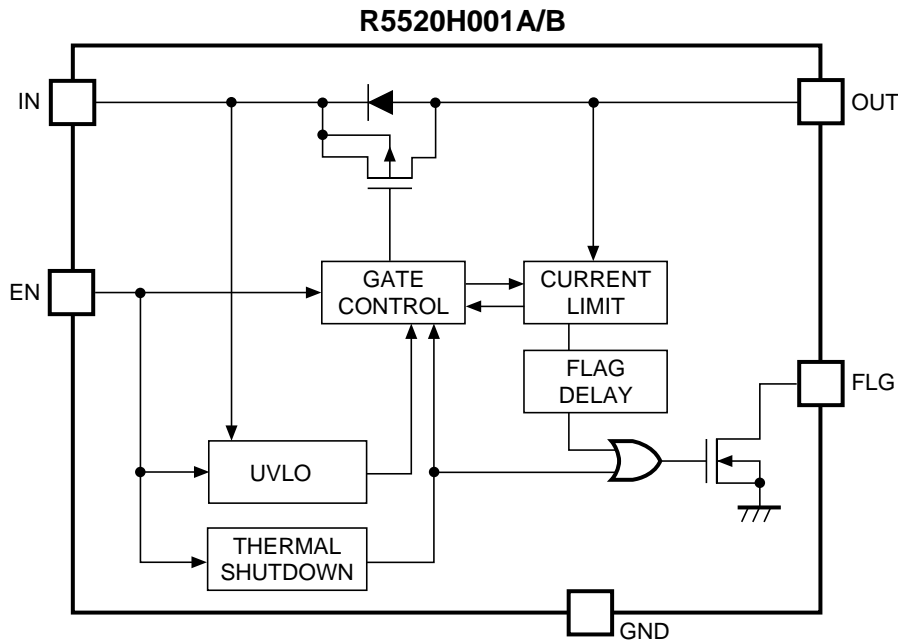 R5520H001A/B
IN
OUT
EN
GATE
CONTROL
CURRENT
LIMIT
FLAG
DELAY
FLG
UVLO
THERMAL
SHUTDOWN
GND